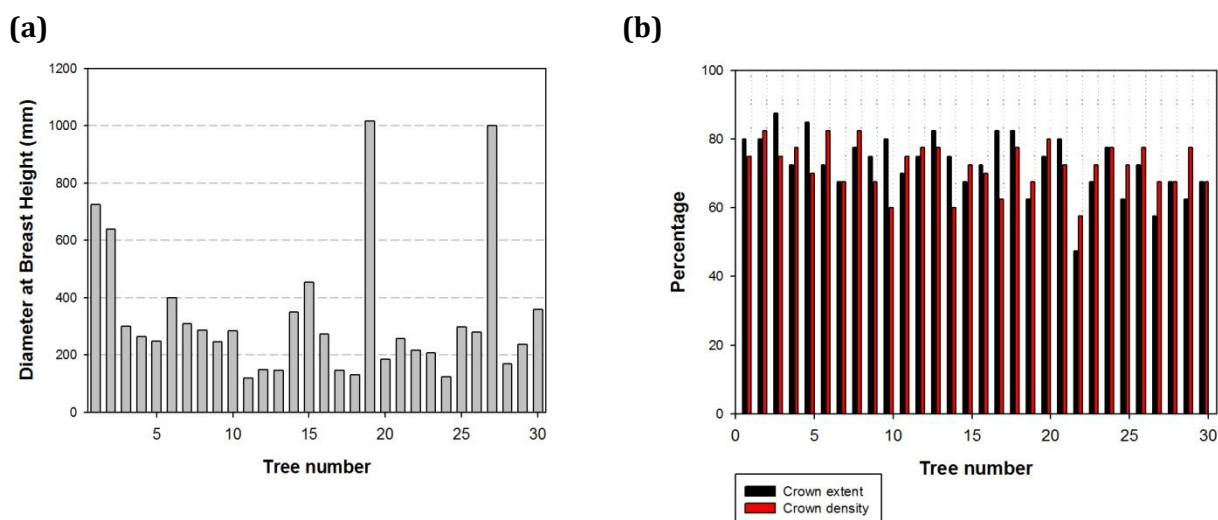 (a)
1200
1000
800
600
400
200
0
Diameter at Breast Height (mm)
5 10 15 20 25 30
Tree number
(b)
100
80
60
40
20
0
Percentage
0 5 10 15 20 25 30
Tree number
Crown extent
Crown density